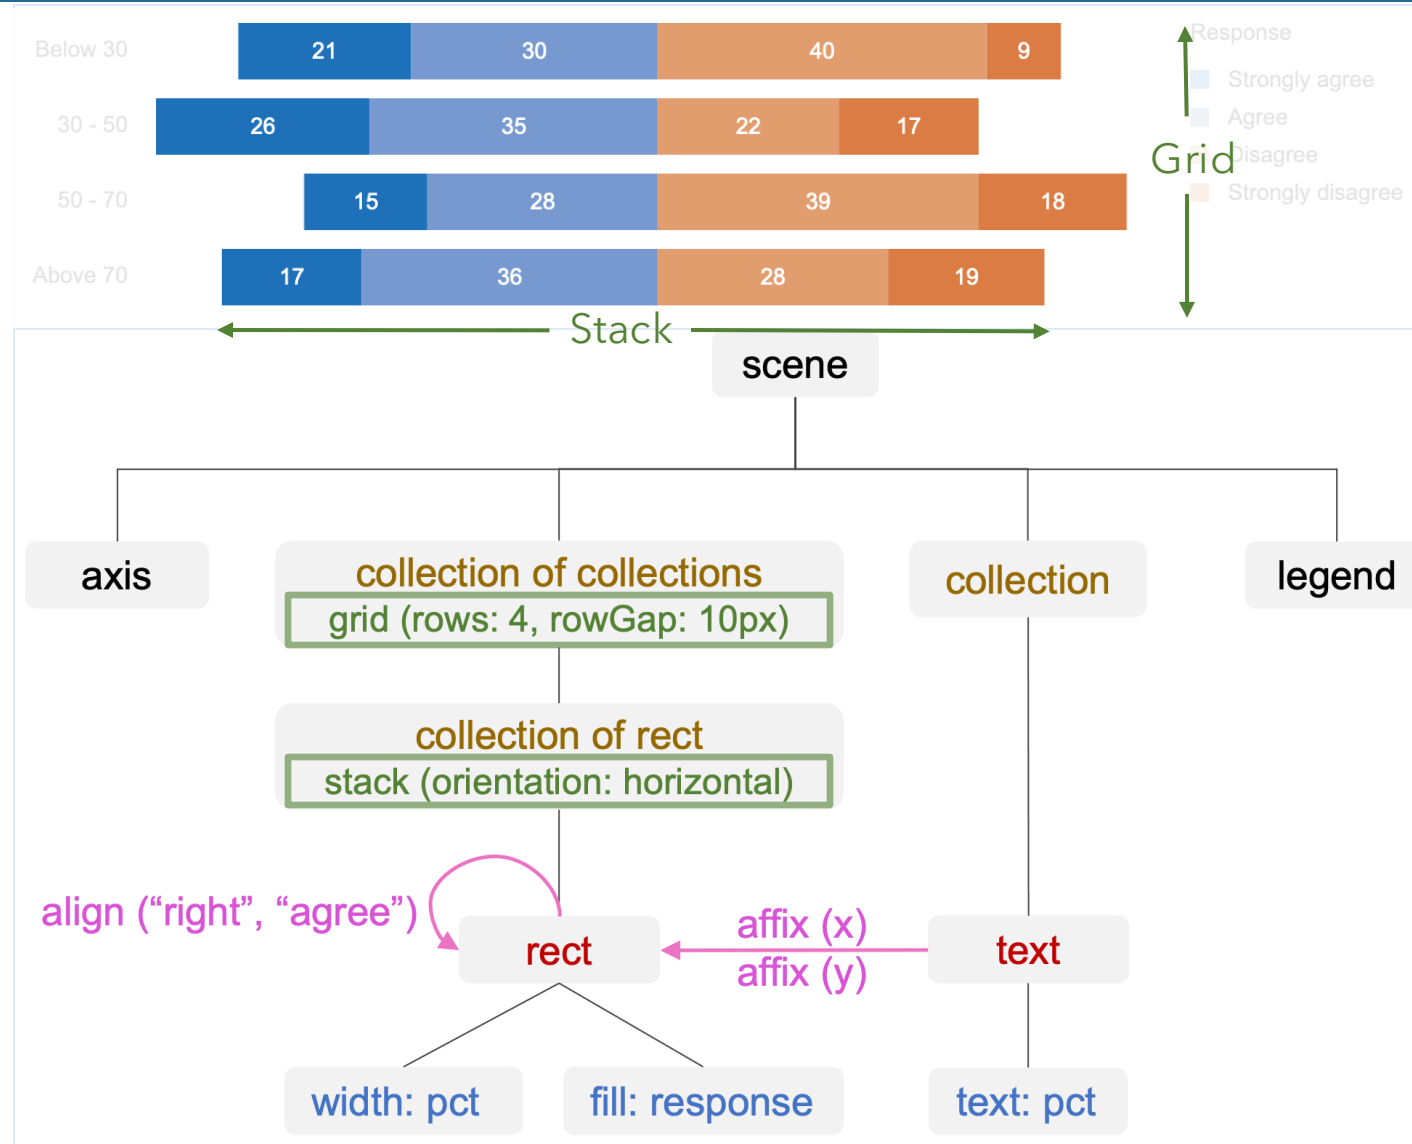 Below 30 21 30 40 9
30 - 50 26 35 22 17
50 - 70 15 28 39 18
Above 70 17 36 28 19
Response
Strongly agree
Agree
Disagree
Strongly disagree
Grid
Stack
scene
axis
collection of collections
grid (rows: 4, rowGap: 10px)
collection
legend
collection of rect
stack (orientation: horizontal)
align (“right”, “agree”)
rect
affix (x)
affix (y)
text
width: pct
fill: response
text: pct